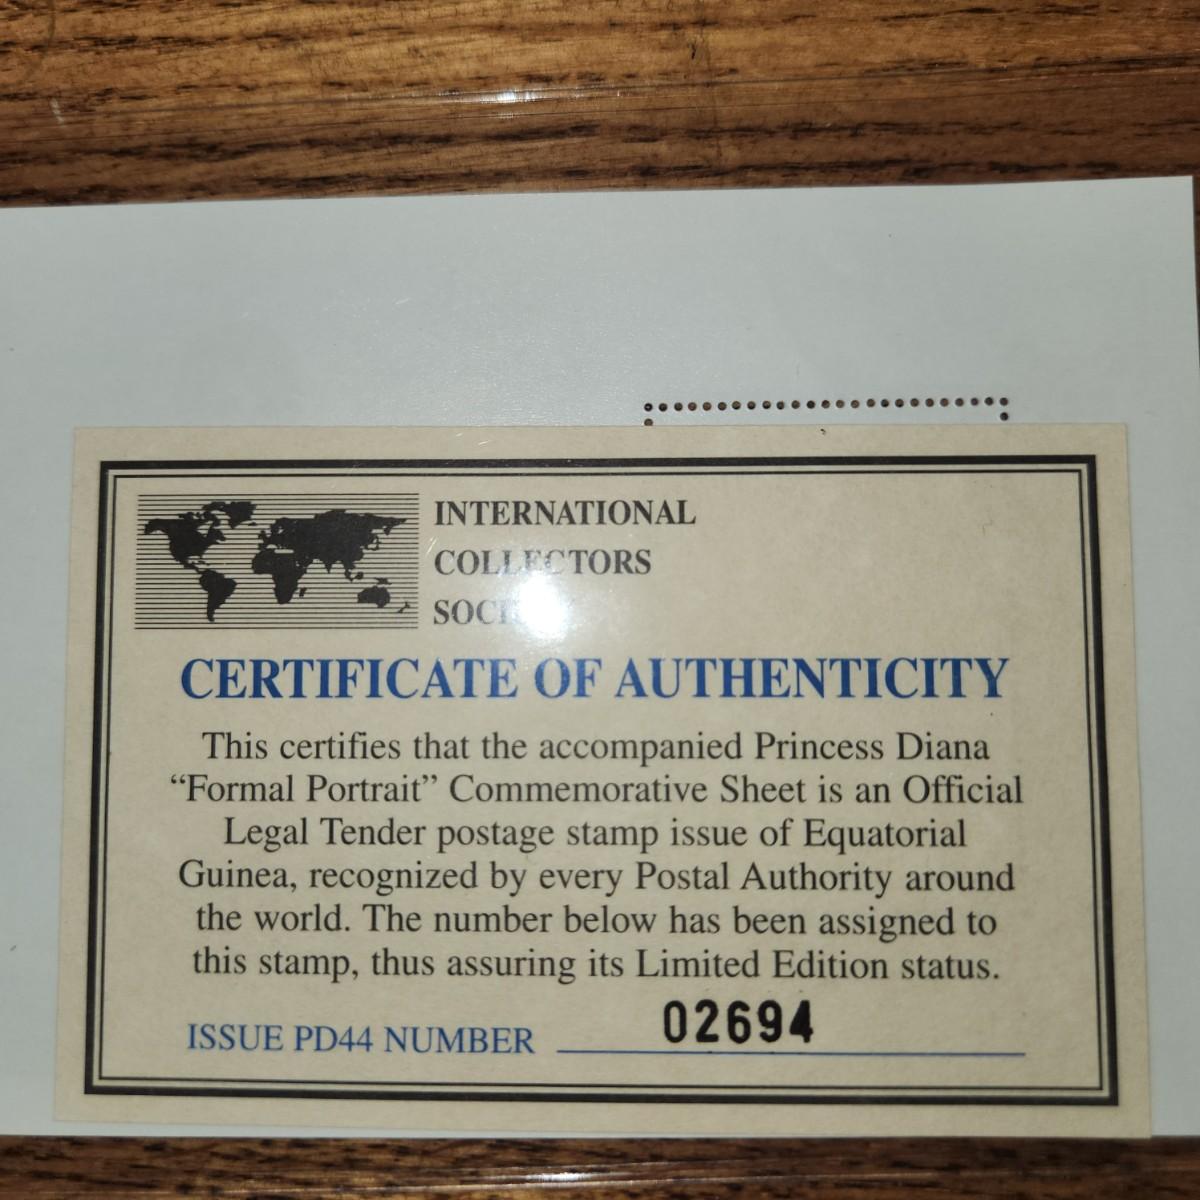 INTERNATIONAL
COLLECTORS
CERTIFICATE OF AUTHENTICITY
This certifies that the accompanied Princess Diana
“Formal Portrait” Commemorative Sheet is an Official
Legal Tender postage stamp issue of Equatorial
Guinea, recognized by every Postal Authority around
the world. The number below has been assigned to
this stamp, thus assuring its Limited Edition status.
ISSUE PD44 NUMBER 02694